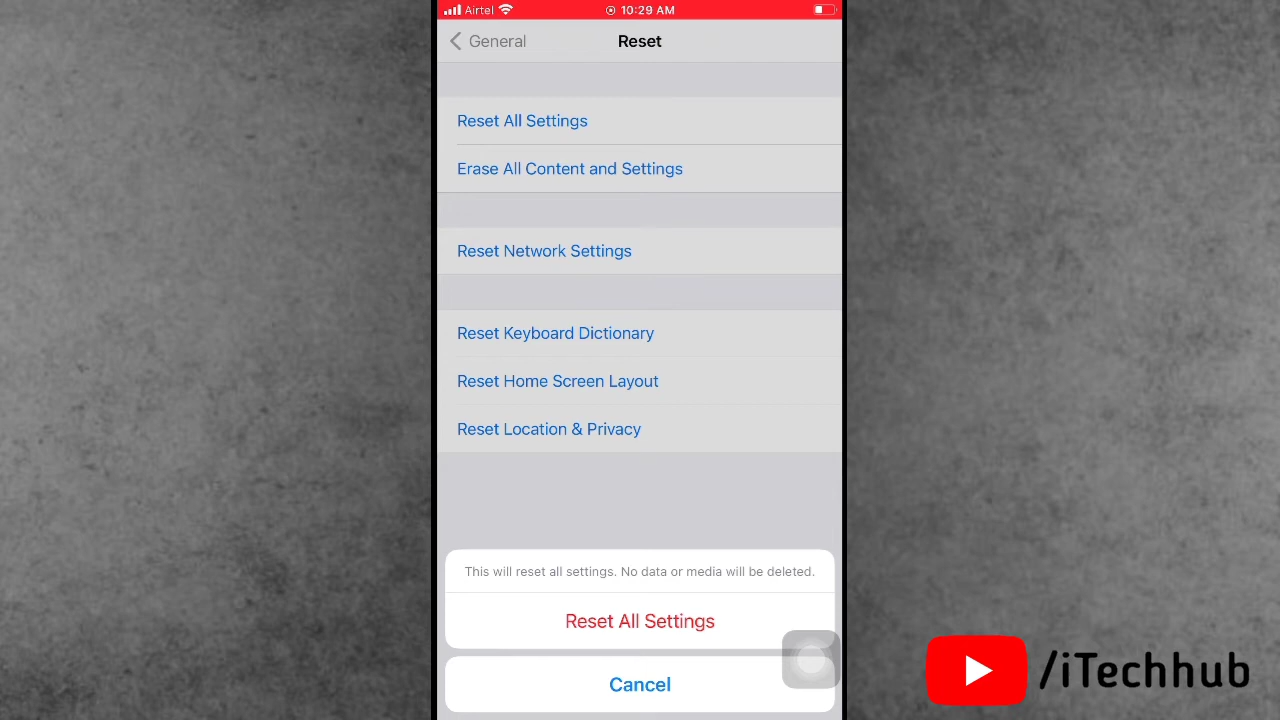 Airtel
10:29 AM
General
Reset
Reset All Settings
Erase All Content and Settings
Reset Network Settings
Reset Keyboard Dictionary
Reset Home Screen Layout
Reset Location & Privacy
This will reset all settings. No data or media will be deleted.
Reset All Settings
Cancel
/iTechhub